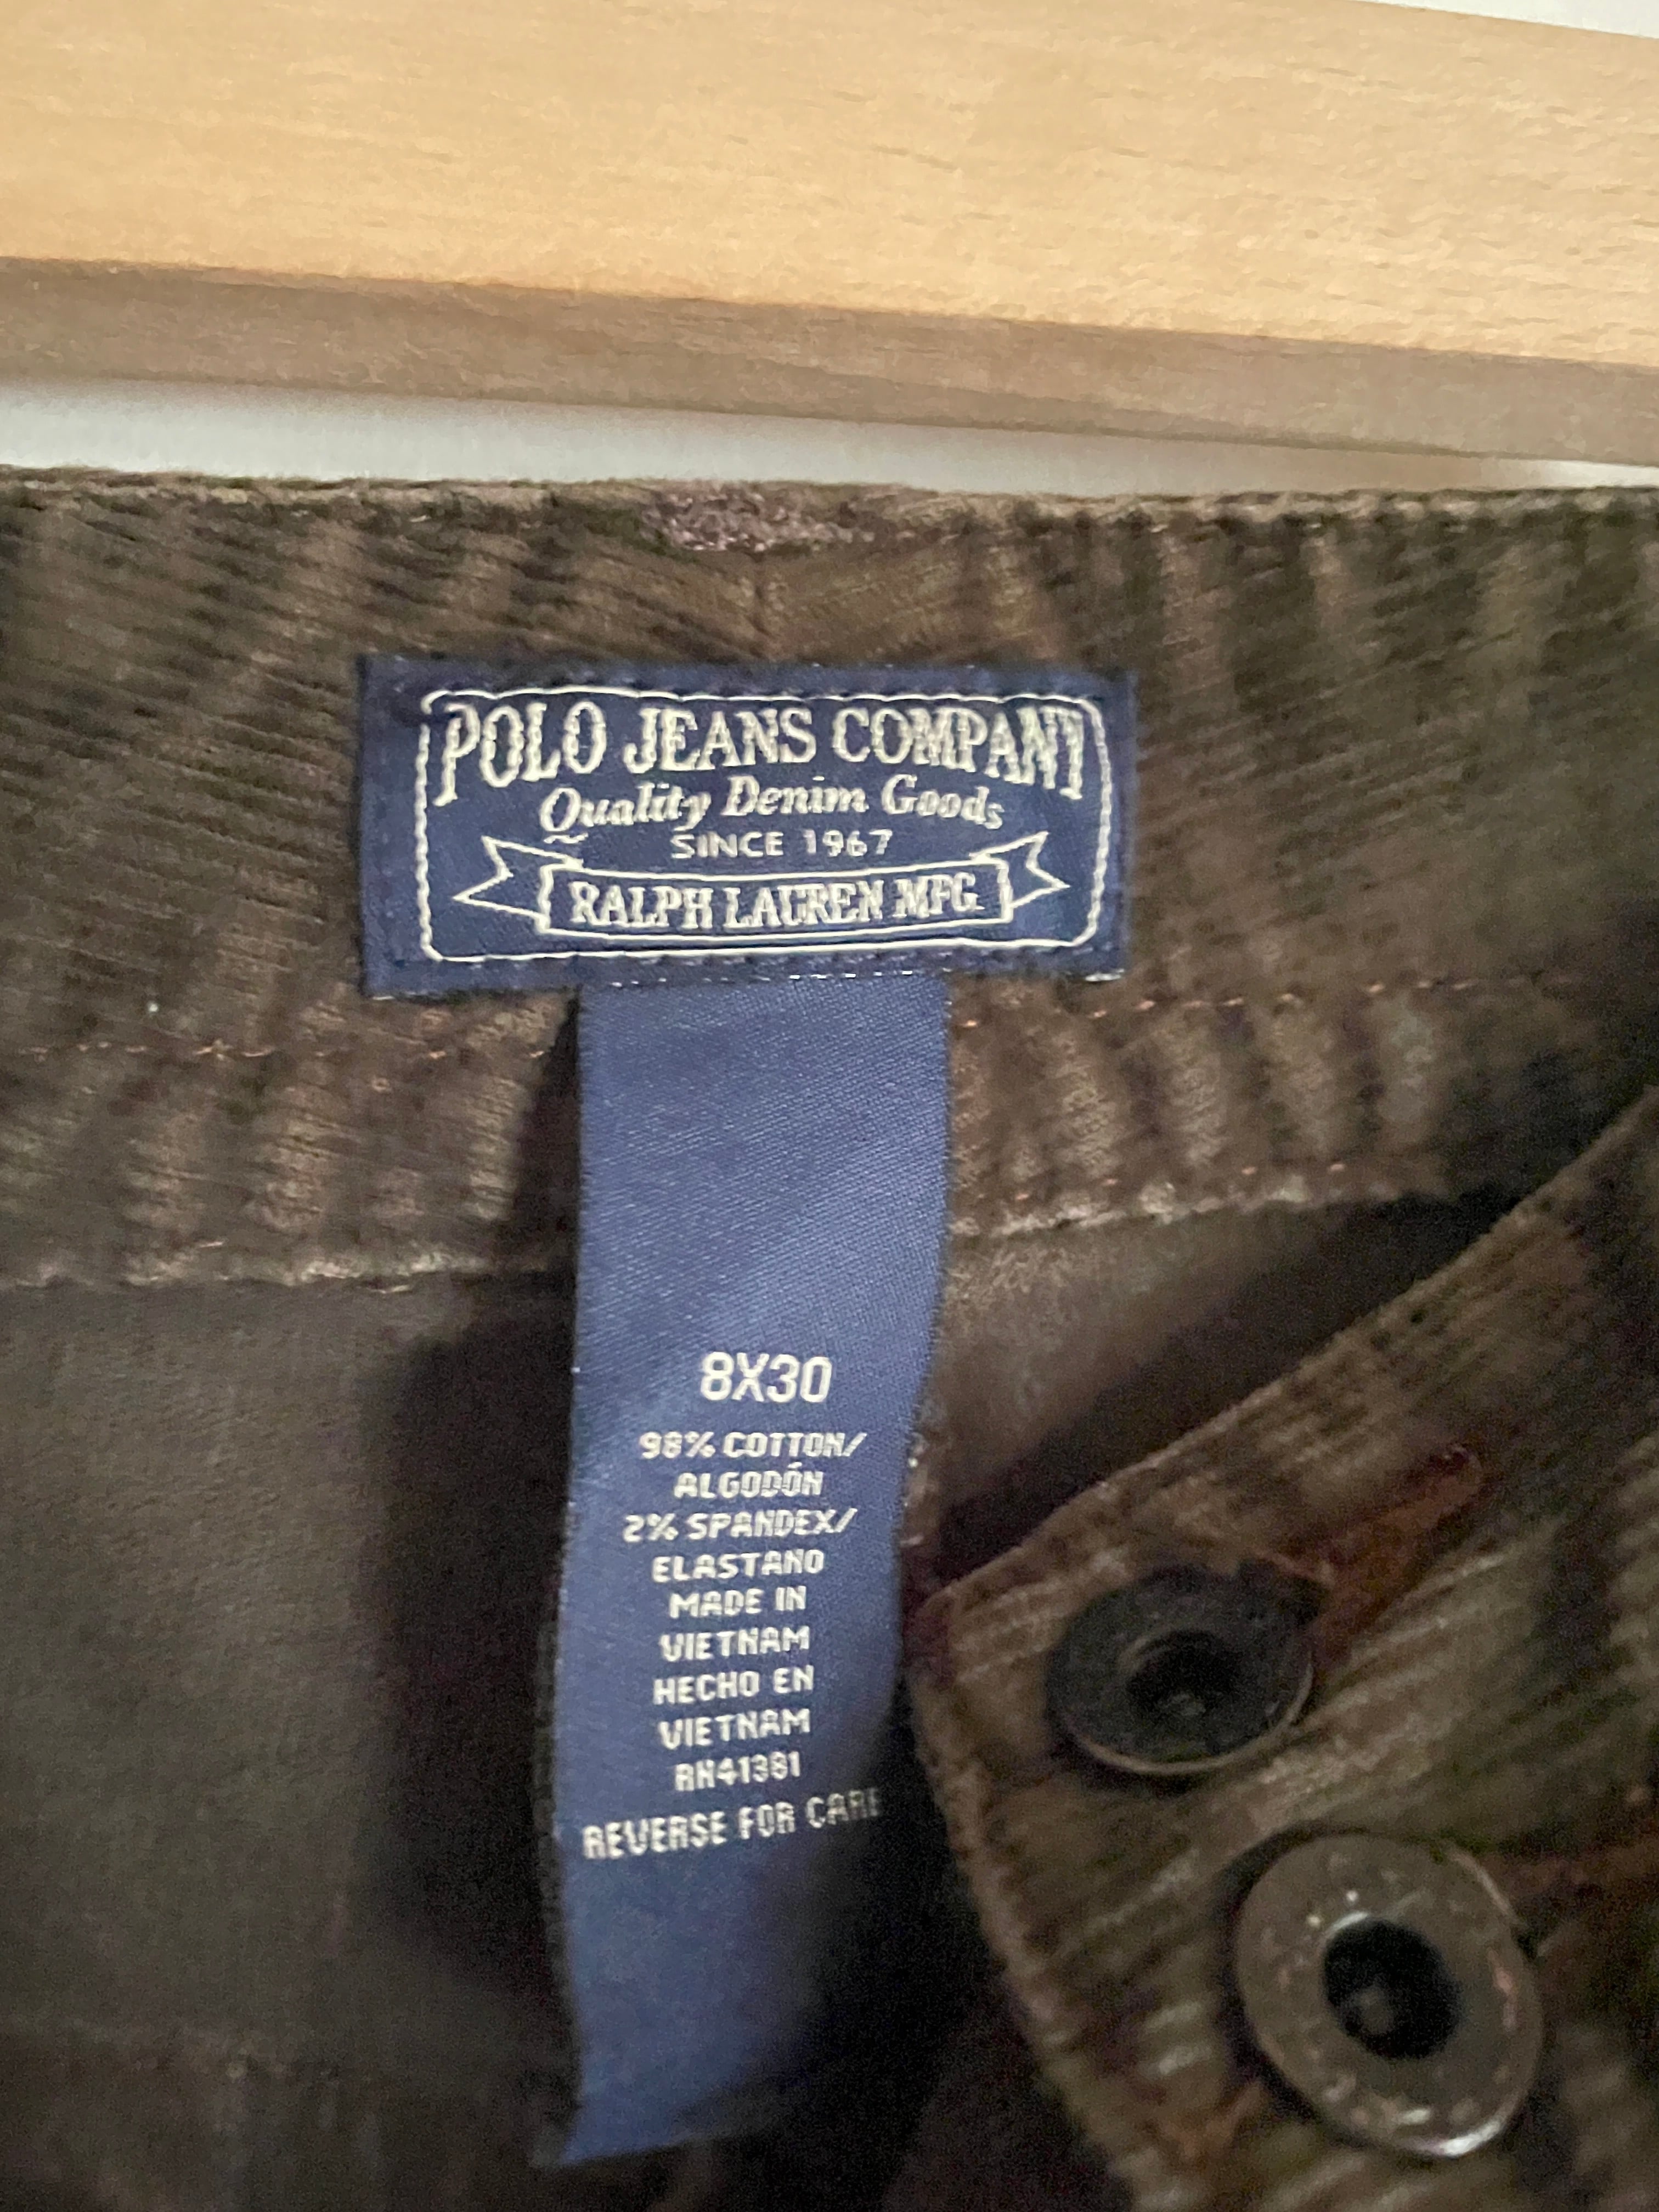 POLO JEANS COMPANY
Quality Denim Goods
SINCE 1967
RALPH LAUREN MFG.
8X30
98% COTTON/
ALGODÓN
2% SPANDEX/
ELASTANO
MADE IN
VIETNAM
HECHO EN
VIETNAM
RN41381
REVERSE FOR CARE